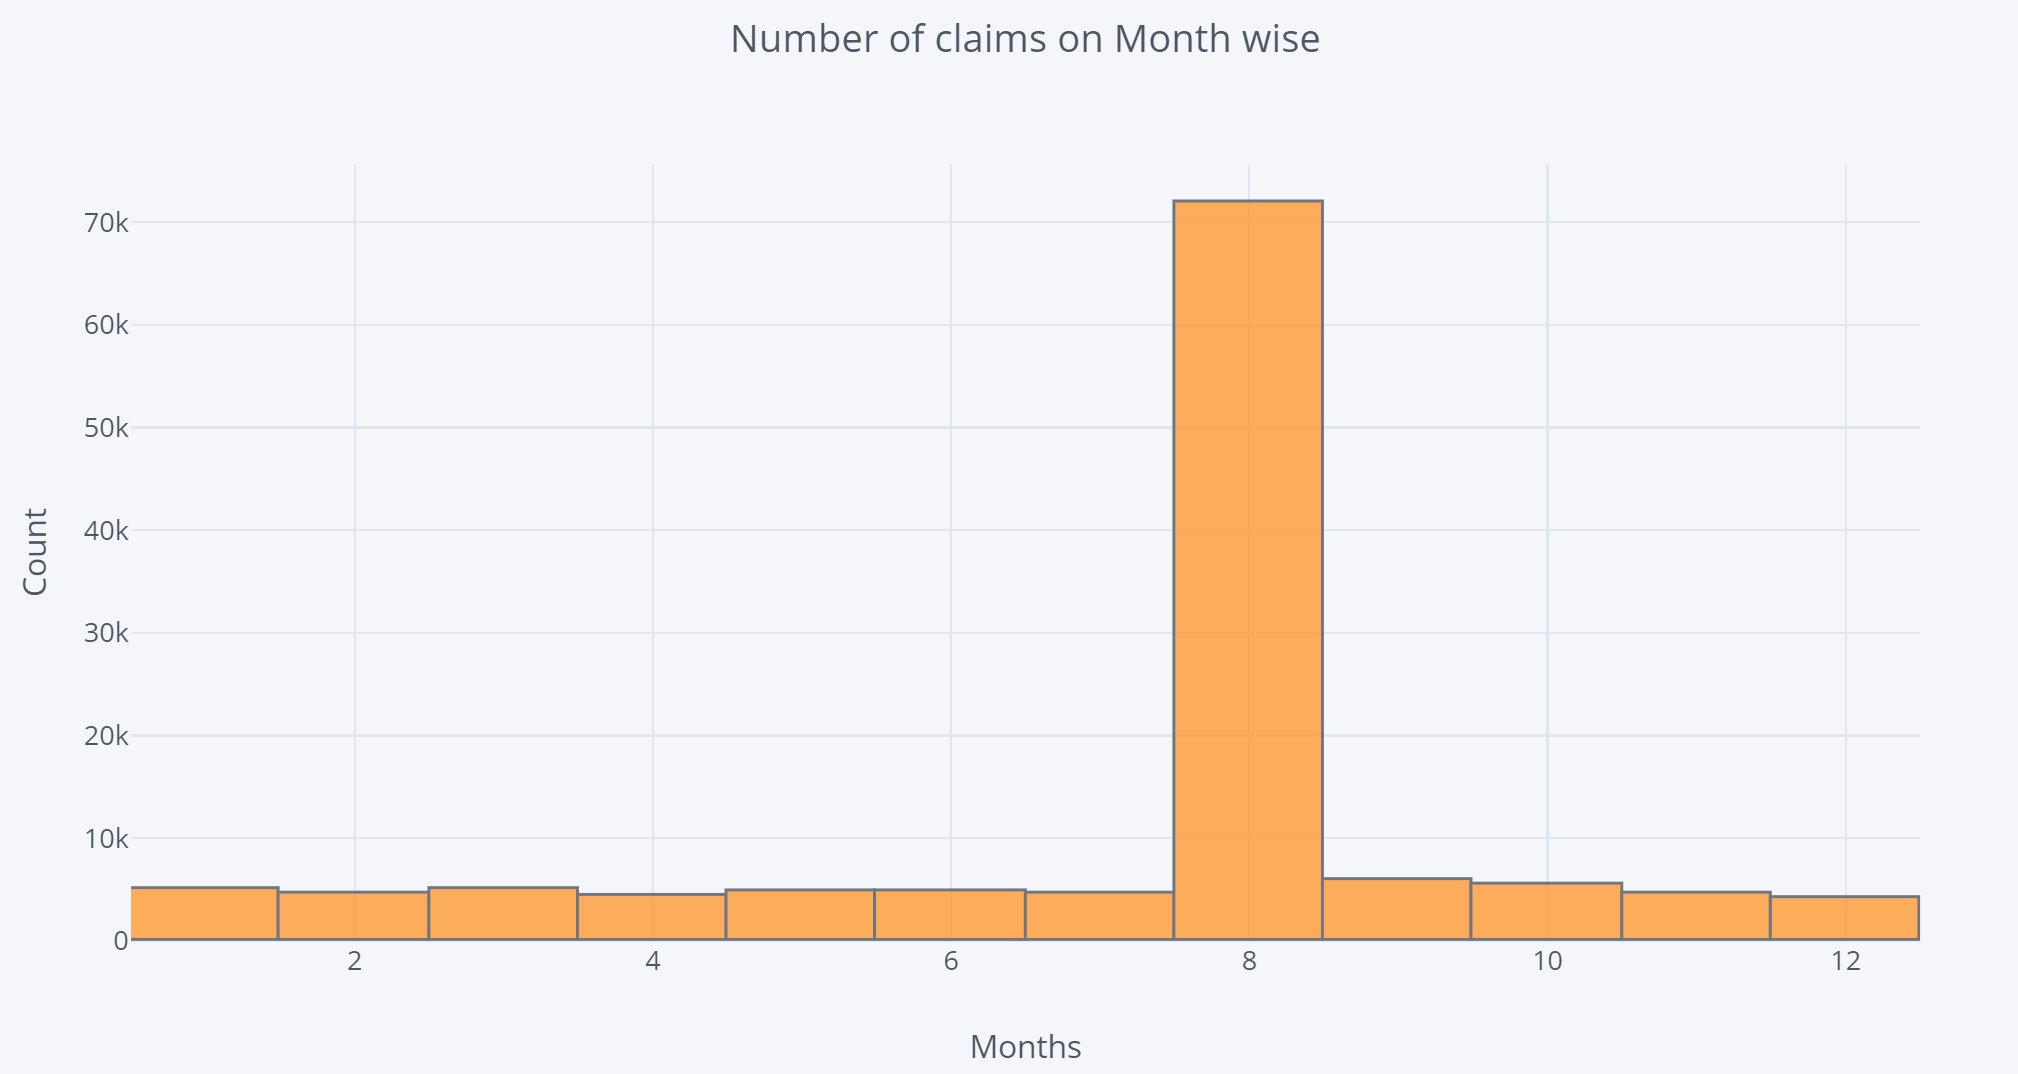 Number of claims on Month wise
70k
60k
50k
40k
30k
20k
10k
0
Count
2 4 6 8 10 12
Months